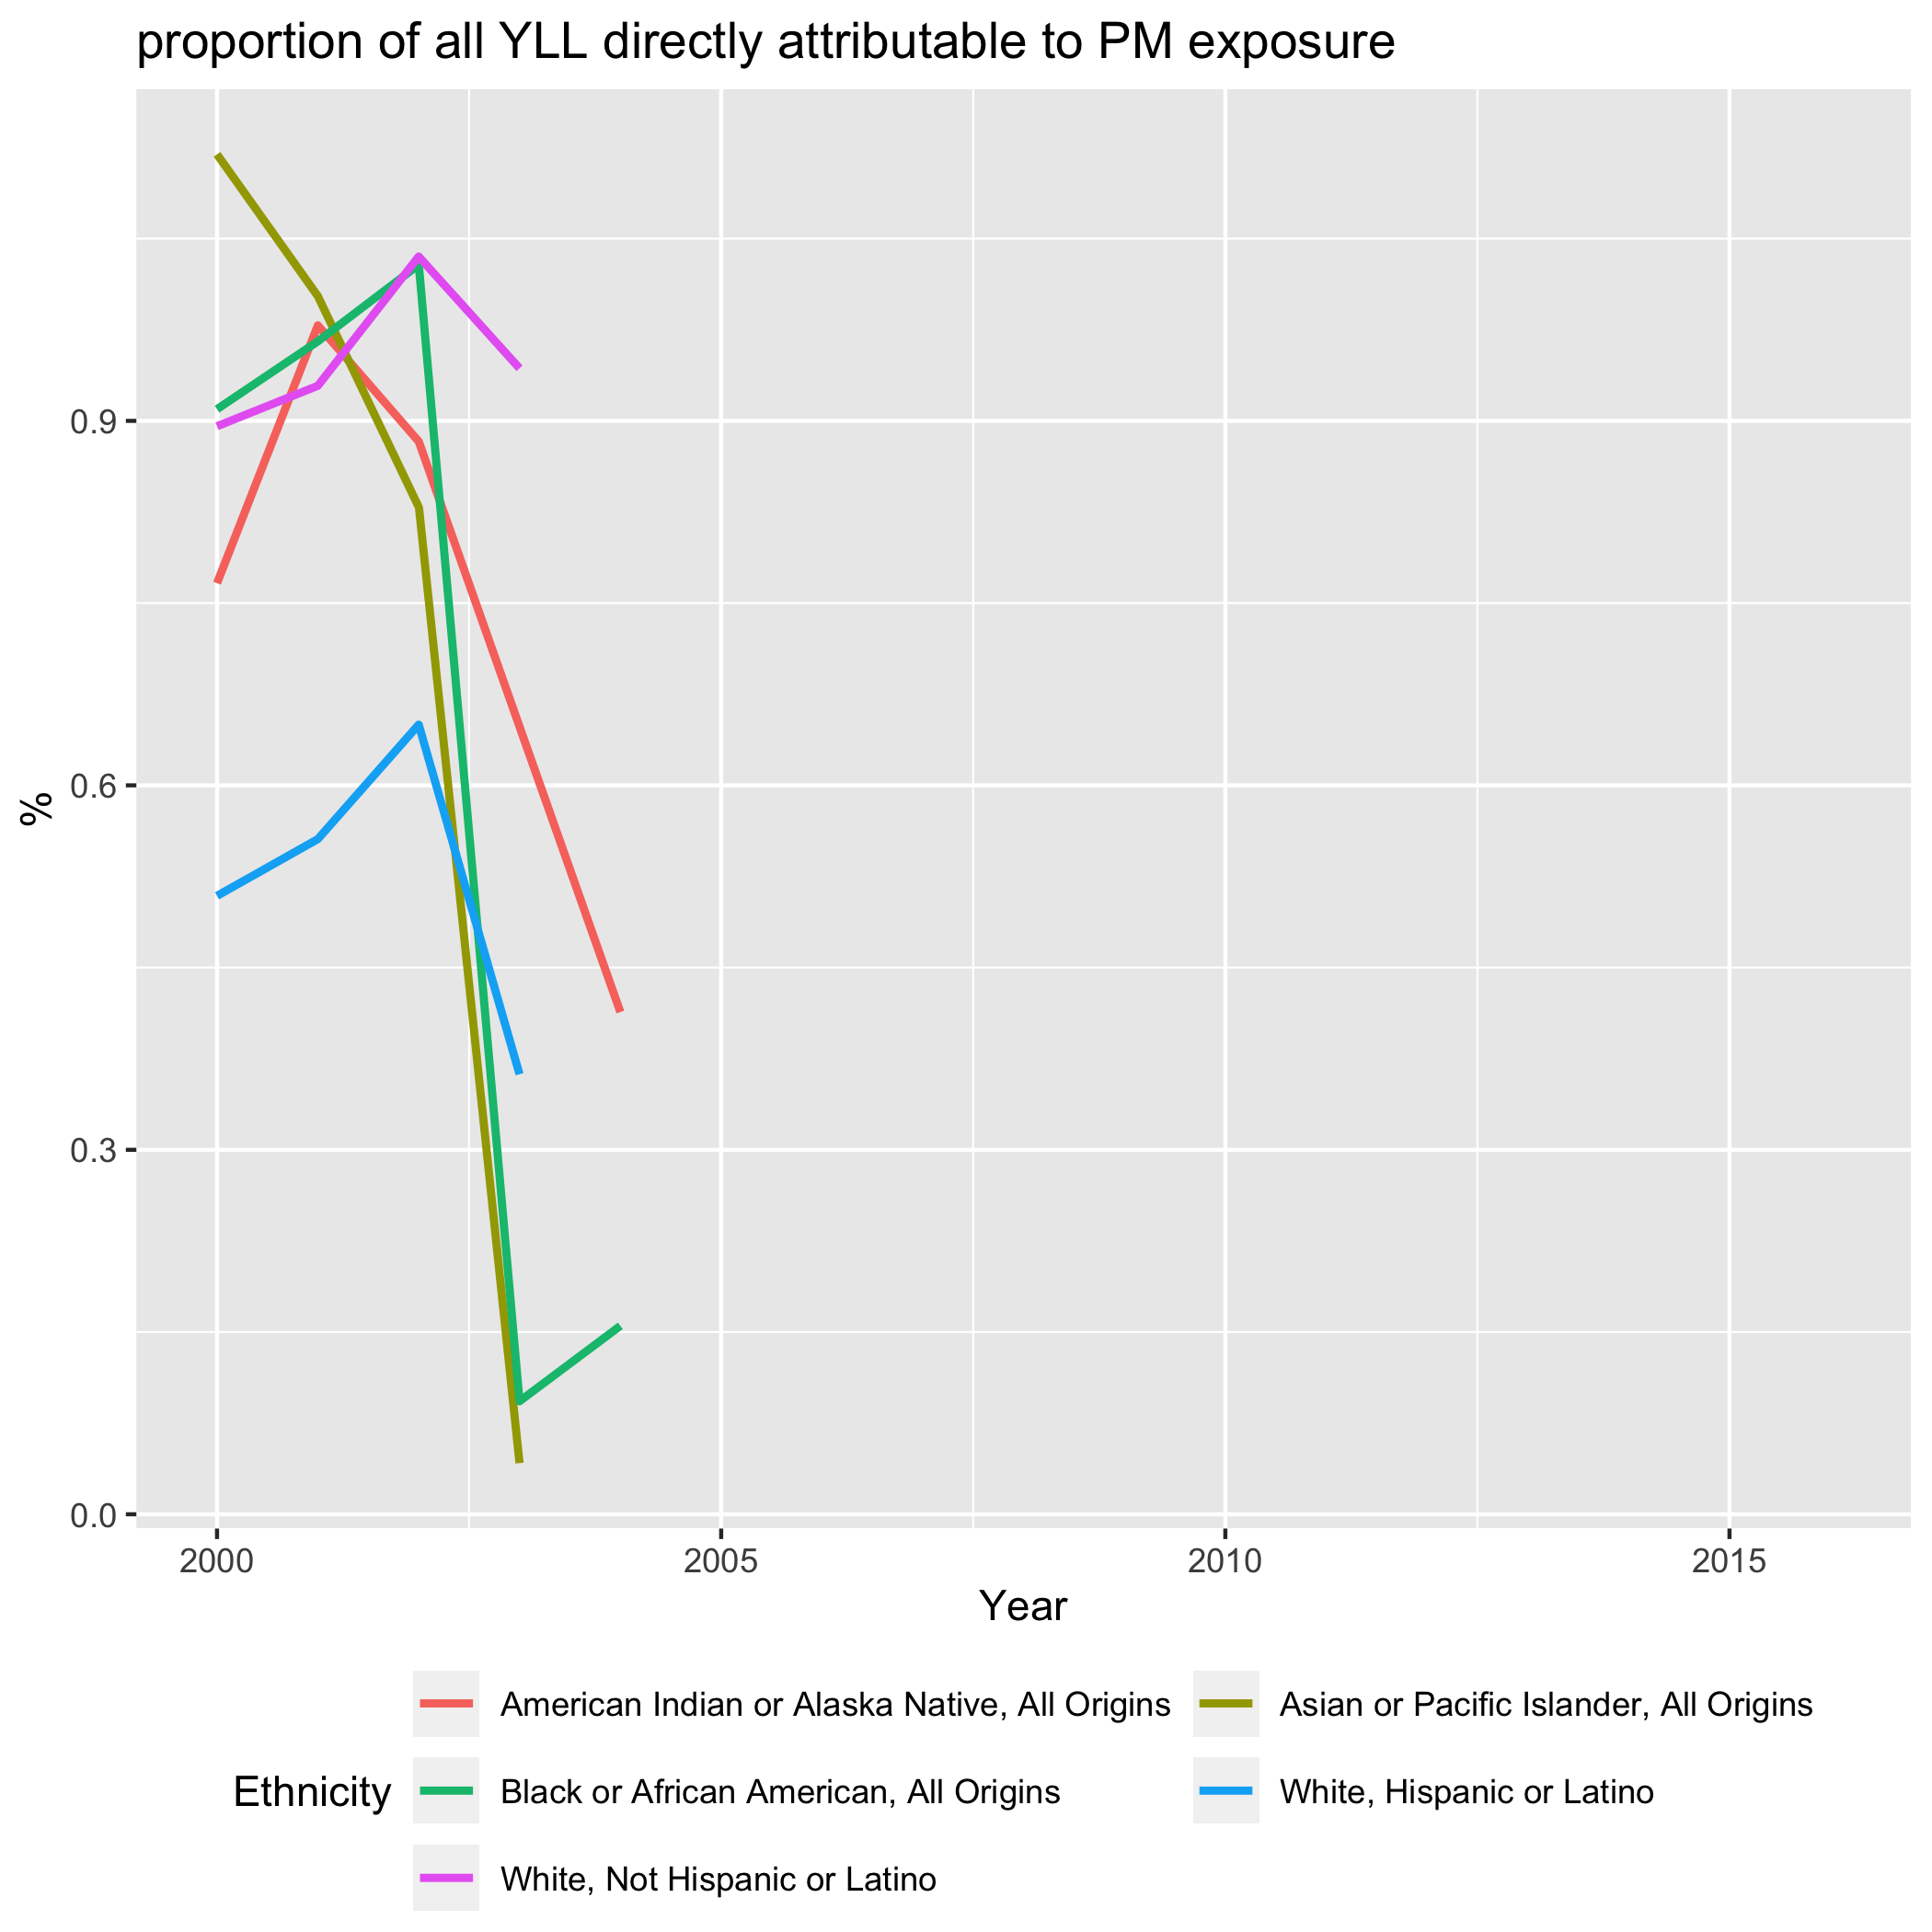 proportion of all YLL directly attributable to PM exposure
%
0.9
0.6
0.3
0.0
2000 2005 2010 2015
Year
Ethnicity
American Indian or Alaska Native, All Origins
Asian or Pacific Islander, All Origins
Black or African American, All Origins
White, Hispanic or Latino
White, Not Hispanic or Latino